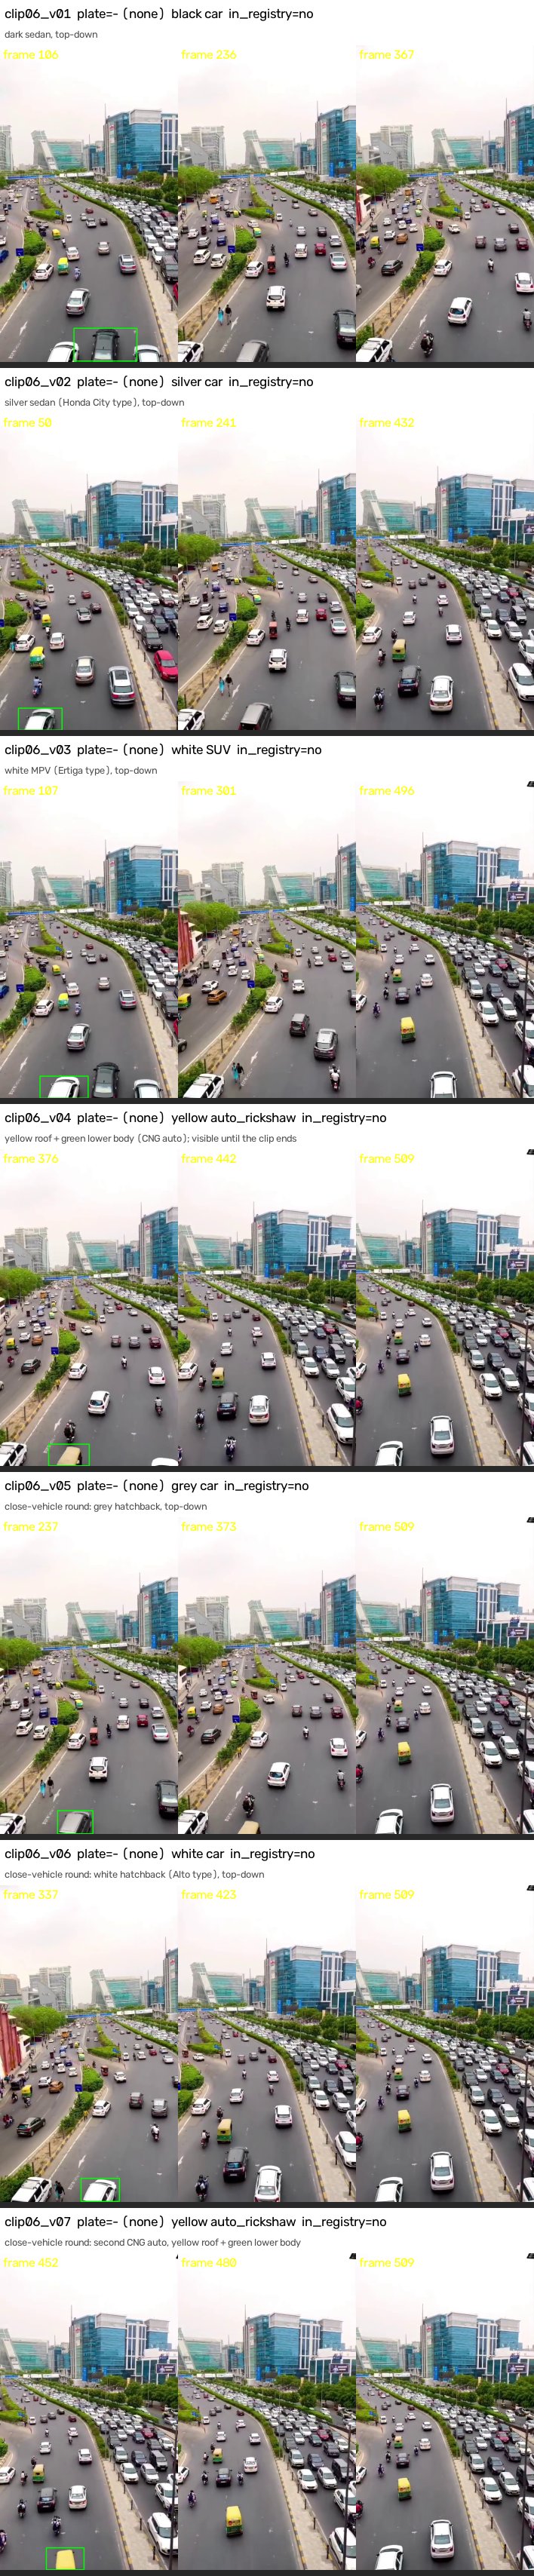 clip06_v01 plate=- (none) black car in_registry=no
dark sedan, top-down
frame 106
frame 236
frame 367
clip06_v02 plate=- (none) silver car in_registry=no
silver sedan (Honda City type), top-down
frame 50
frame 241
frame 432
clip06_v03 plate=- (none) white SUV in_registry=no
white MPV (Ertiga type), top-down
frame 107
frame 301
frame 496
clip06_v04 plate=- (none) yellow auto_rickshaw in_registry=no
yellow roof + green lower body (CNG auto); visible until the clip ends
frame 376
frame 442
frame 509
clip06_v05 plate=- (none) grey car in_registry=no
close-vehicle round: grey hatchback, top-down
frame 237
frame 373
frame 509
clip06_v06 plate=- (none) white car in_registry=no
close-vehicle round: white hatchback (Alto type), top-down
frame 337
frame 423
frame 509
clip06_v07 plate=- (none) yellow auto_rickshaw in_registry=no
close-vehicle round: second CNG auto, yellow roof + green lower body
frame 452
frame 480
frame 509